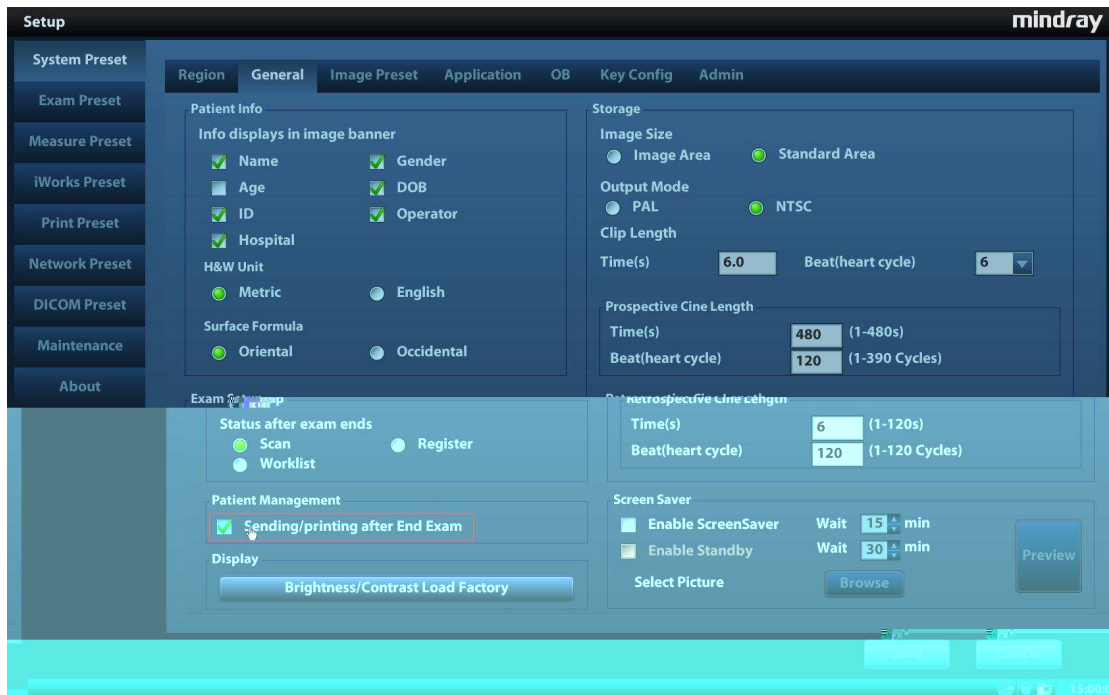 Setup
mindray
System Preset
Exam Preset
Measure Preset
iWorks Preset
Print Preset
Network Preset
DICOM Preset
Maintenance
About
Region General Image Preset Application OB Key Config Admin
Patient Info
Info displays in image banner
Name Gender
Age DOB
ID Operator
Hospital
H&W Unit
Metric English
Surface Formula
Oriental Occidental
Exam
Status after exam ends
Scan Register
Worklist
Patient Management
Sending/printing after End Exam
Display
Brightness/Contrast Load Factory
Storage
Image Size
Image Area Standard Area
Output Mode
PAL NTSC
Clip Length
Time(s) 6.0 Beat(heart cycle) 6
Prospective Cine Length
Time(s) 480 (1-480s)
Beat(heart cycle) 120 (1-390 Cycles)
Retrospective Cine Length
Time(s) 6 (1-120s)
Beat(heart cycle) 120 (1-120 Cycles)
Screen Saver
Enable ScreenSaver Wait 15 min
Enable Standby Wait 30 min
Select Picture Browse
Preview